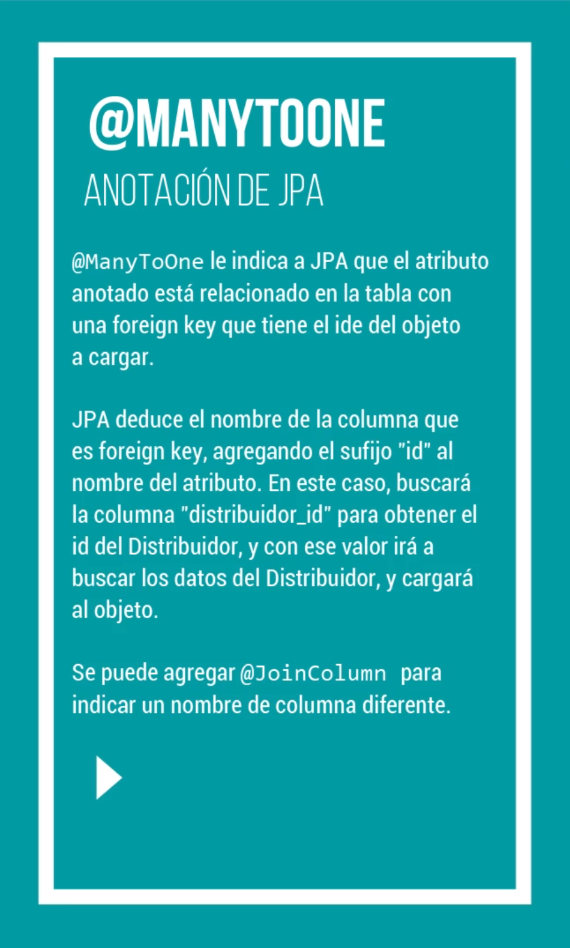 @MANYTOONE
ANOTACIÓN DE JPA
@ManyToOne le indica a JPA que el atributo
anotado está relacionado en la tabla con
una foreign key que tiene el ide del objeto
a cargar.
JPA deduce el nombre de la columna que
es foreign key, agregando el sufijo "id" al
nombre del atributo. En este caso, buscará
la columna "distribuidor_id" para obtener el
id del Distribuidor, y con ese valor irá a
buscar los datos del Distribuidor, y cargará
al objeto.
Se puede agregar @JoinColumn para
indicar un nombre de columna diferente.